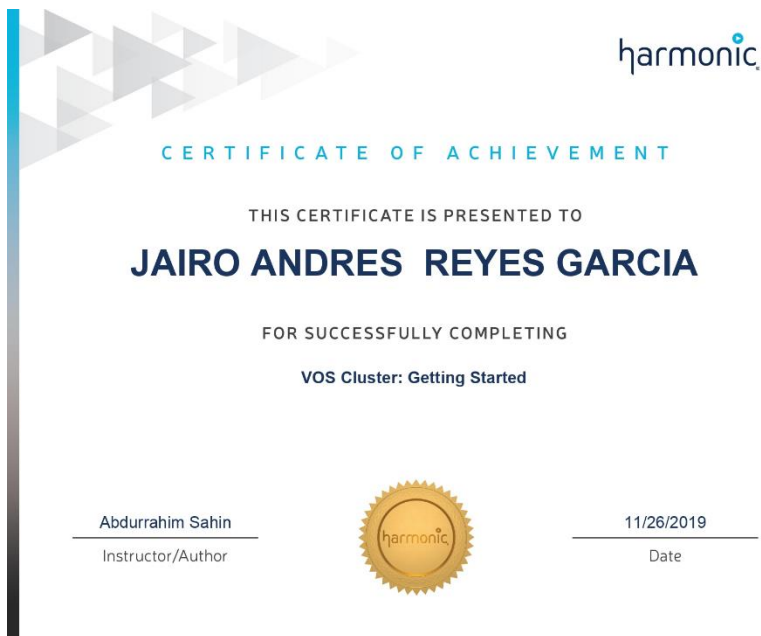 harmonic
CERTIFICATE OF ACHIEVEMENT
THIS CERTIFICATE IS PRESENTED TO
JAIRO ANDRES REYES GARCIA
FOR SUCCESSFULLY COMPLETING
VOS Cluster: Getting Started
Abdurrahim Sahin
Instructor/Author
harmonic
11/26/2019
Date